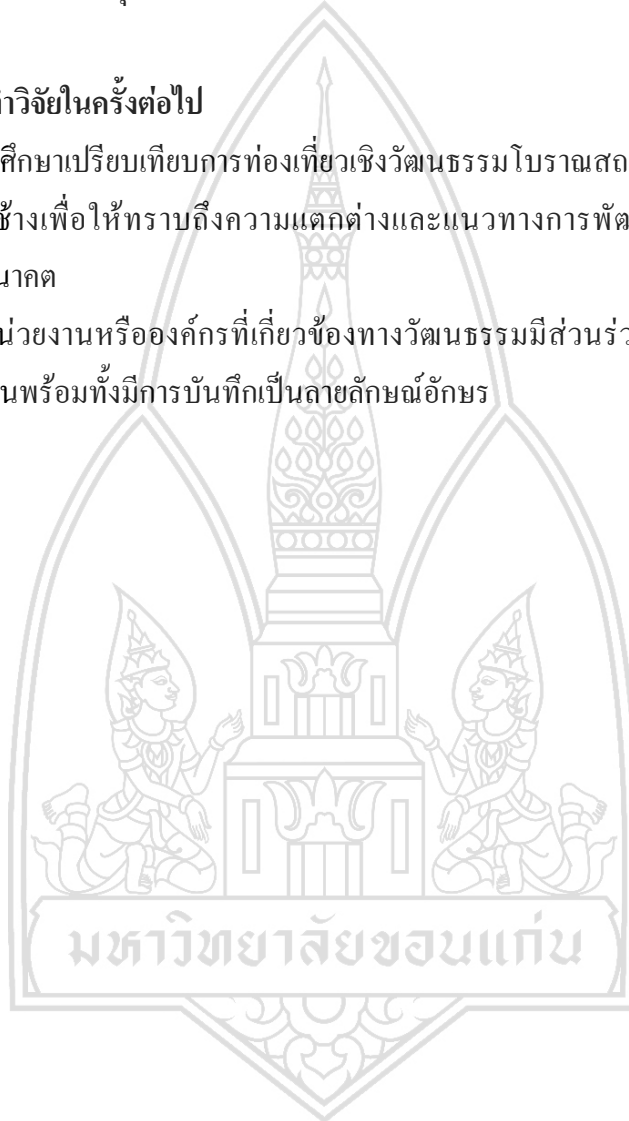 ำวิจัยในครั้งต่อไป
ศึกษาเปรียบเทียบการท่องเที่ยวเชิงวัฒนธรรมโบราณสถ
ช้างเพื่อให้ทราบถึงความแตกต่างและแนวทางการพัต
นาคต
น่วยงานหรือองค์กรที่เกี่ยวข้องทางวัฒนธรรมมีส่วนร่ว
นพร้อมทั้งมีการบันทึกเป็นลายลักษณ์อักษร
มหาวิทยาลัยขอนแก่น